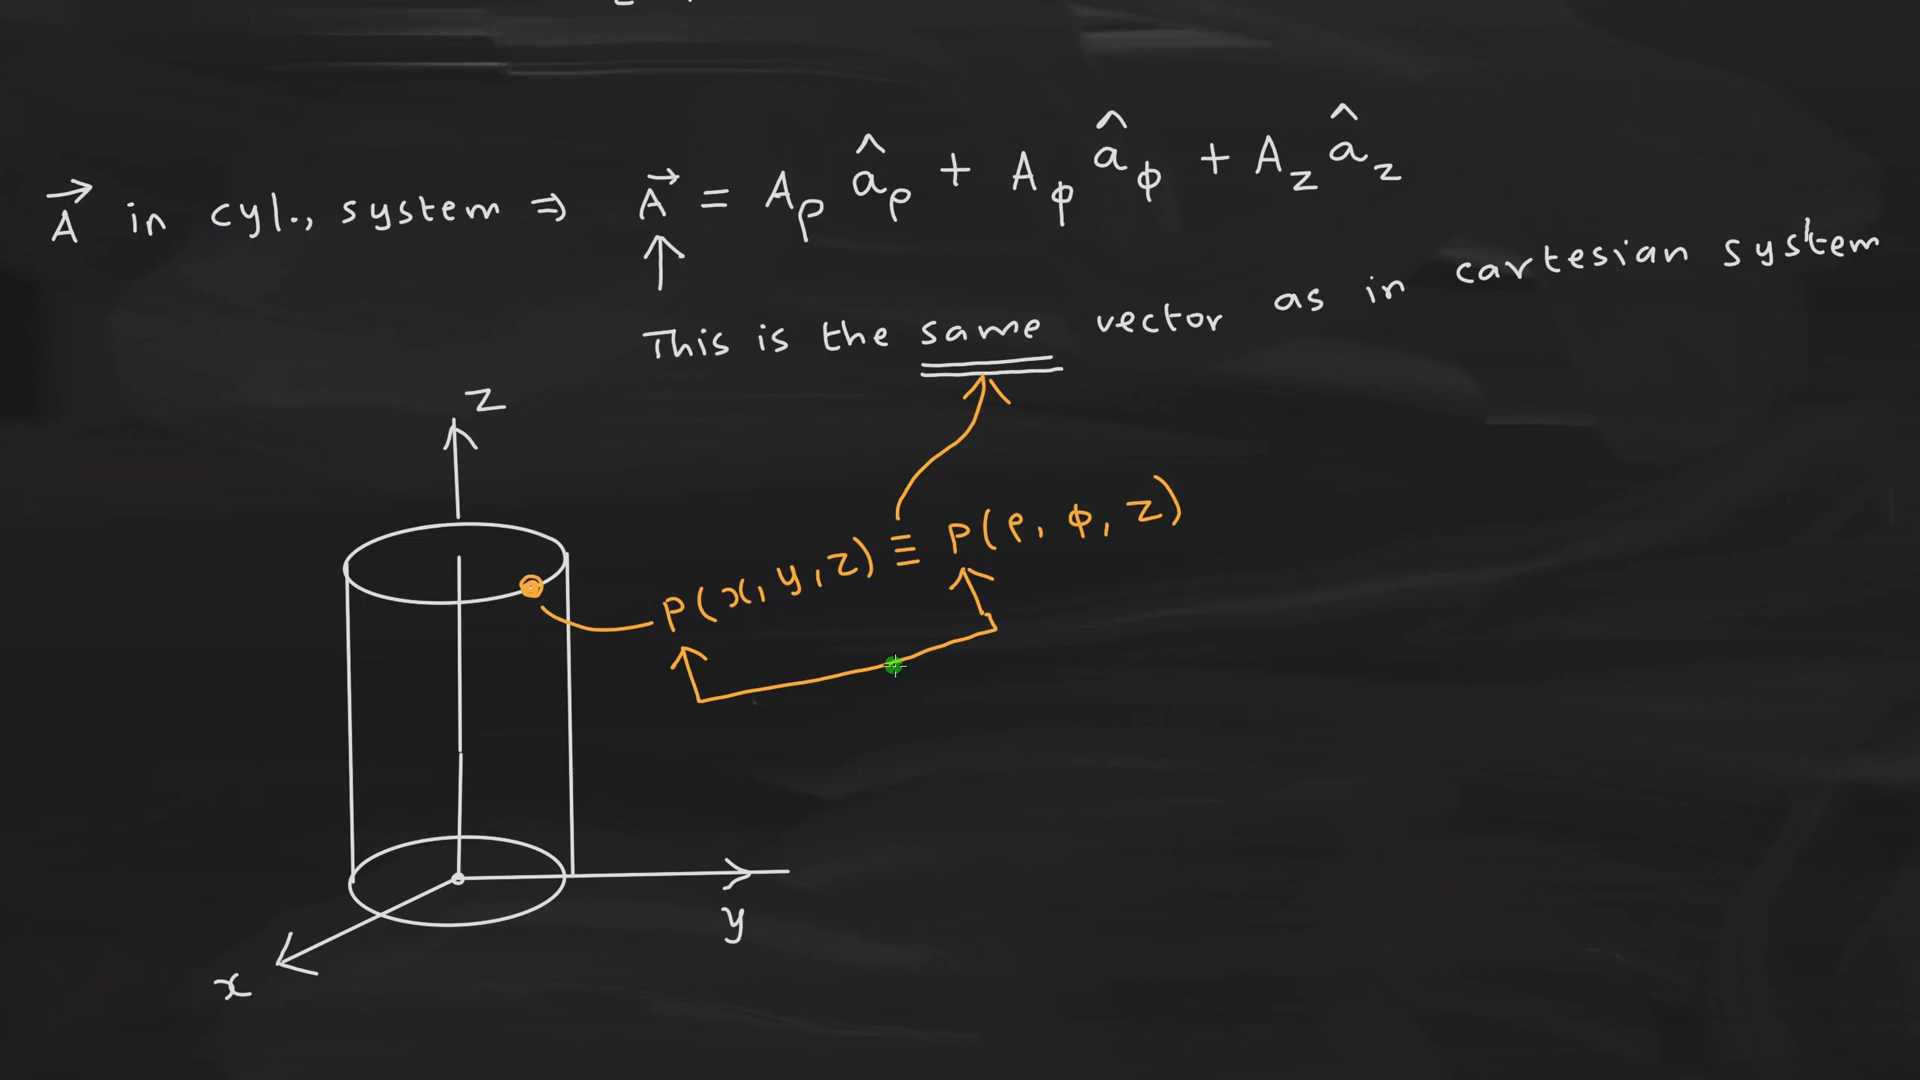 A⃗ in cyl., system ⇒ A⃗ = Aρ âρ + Aϕ âϕ + Az âz
This is the same vector as in cartesian system
z
P(x, y, z) ≡ P(ρ, ϕ, z)
y
x